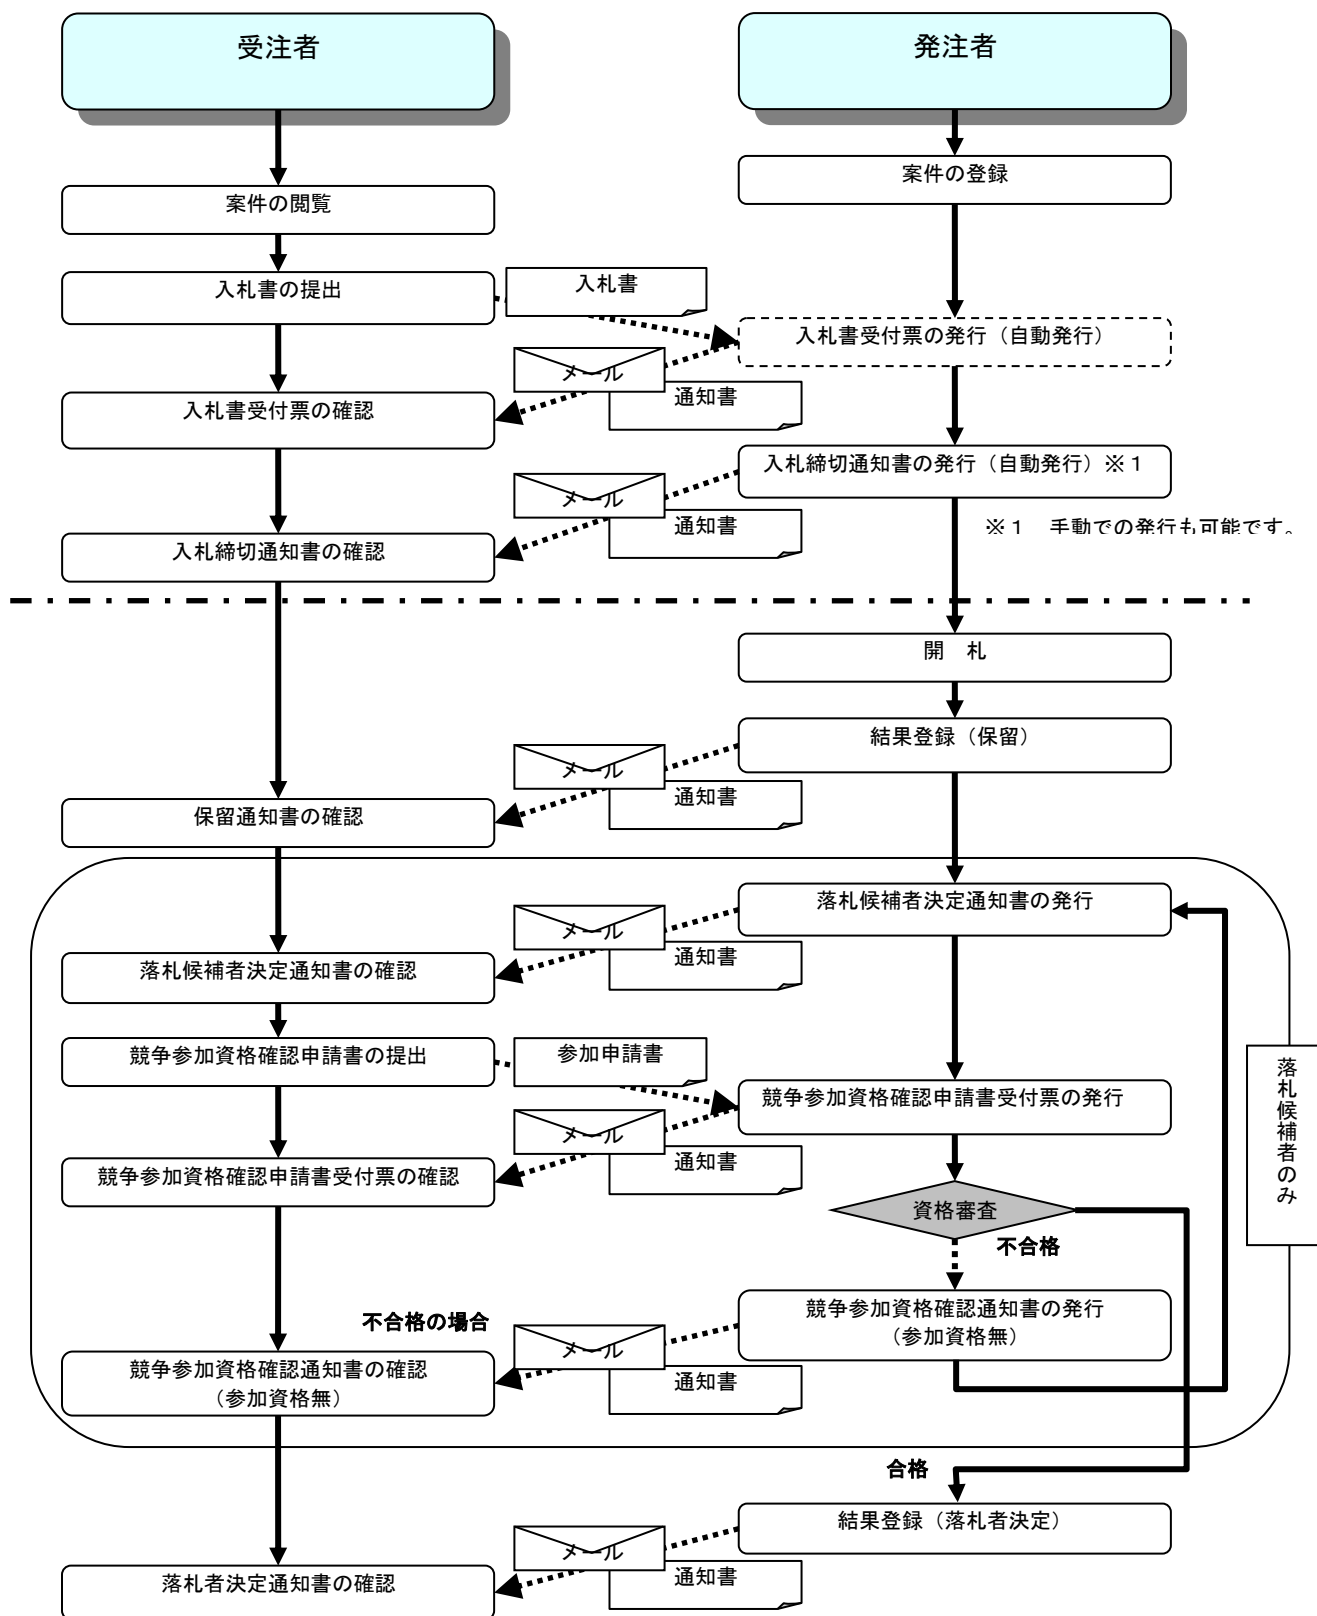 受注者
発注者
案件の登録
案件の閲覧
入札書の提出
入札書
入札書受付票の発行（自動発行）
メール
通知書
入札書受付票の確認
入札締切通知書の発行（自動発行）※１
メール
通知書
※１　手動での発行も可能です。
入札締切通知書の確認
開　札
結果登録（保留）
メール
通知書
保留通知書の確認
落札候補者決定通知書の発行
メール
通知書
落札候補者決定通知書の確認
競争参加資格確認申請書の提出
参加申請書
競争参加資格確認申請書受付票の発行
メール
通知書
競争参加資格確認申請書受付票の確認
落札候補者のみ
資格審査
不合格
競争参加資格確認通知書の発行
（参加資格無）
不合格の場合
メール
通知書
競争参加資格確認通知書の確認
（参加資格無）
合格
結果登録（落札者決定）
メール
通知書
落札者決定通知書の確認